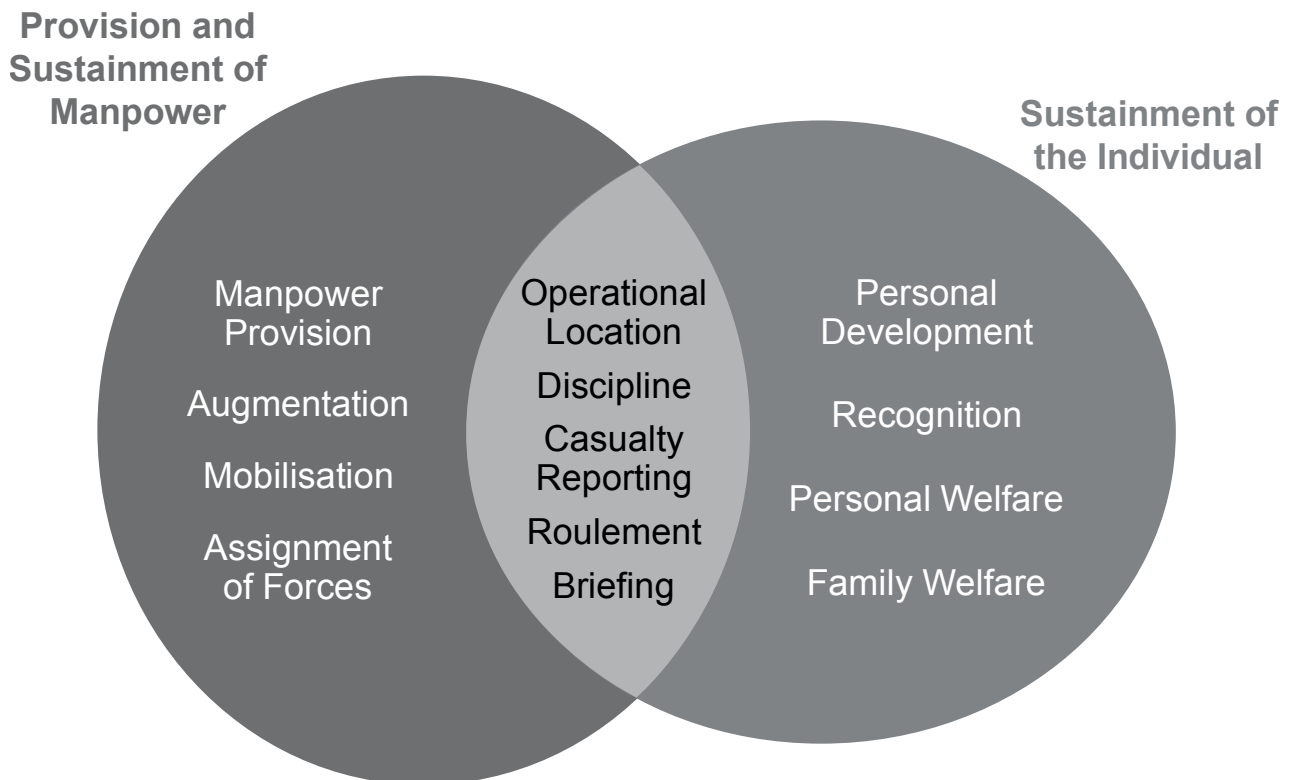 Provision and
Sustainment of
Manpower
Sustainment of
the Individual
Manpower
Provision
Augmentation
Mobilisation
Assignment
of Forces
Operational
Location
Discipline
Casualty
Reporting
Roulement
Briefing
Personal
Development
Recognition
Personal Welfare
Family Welfare